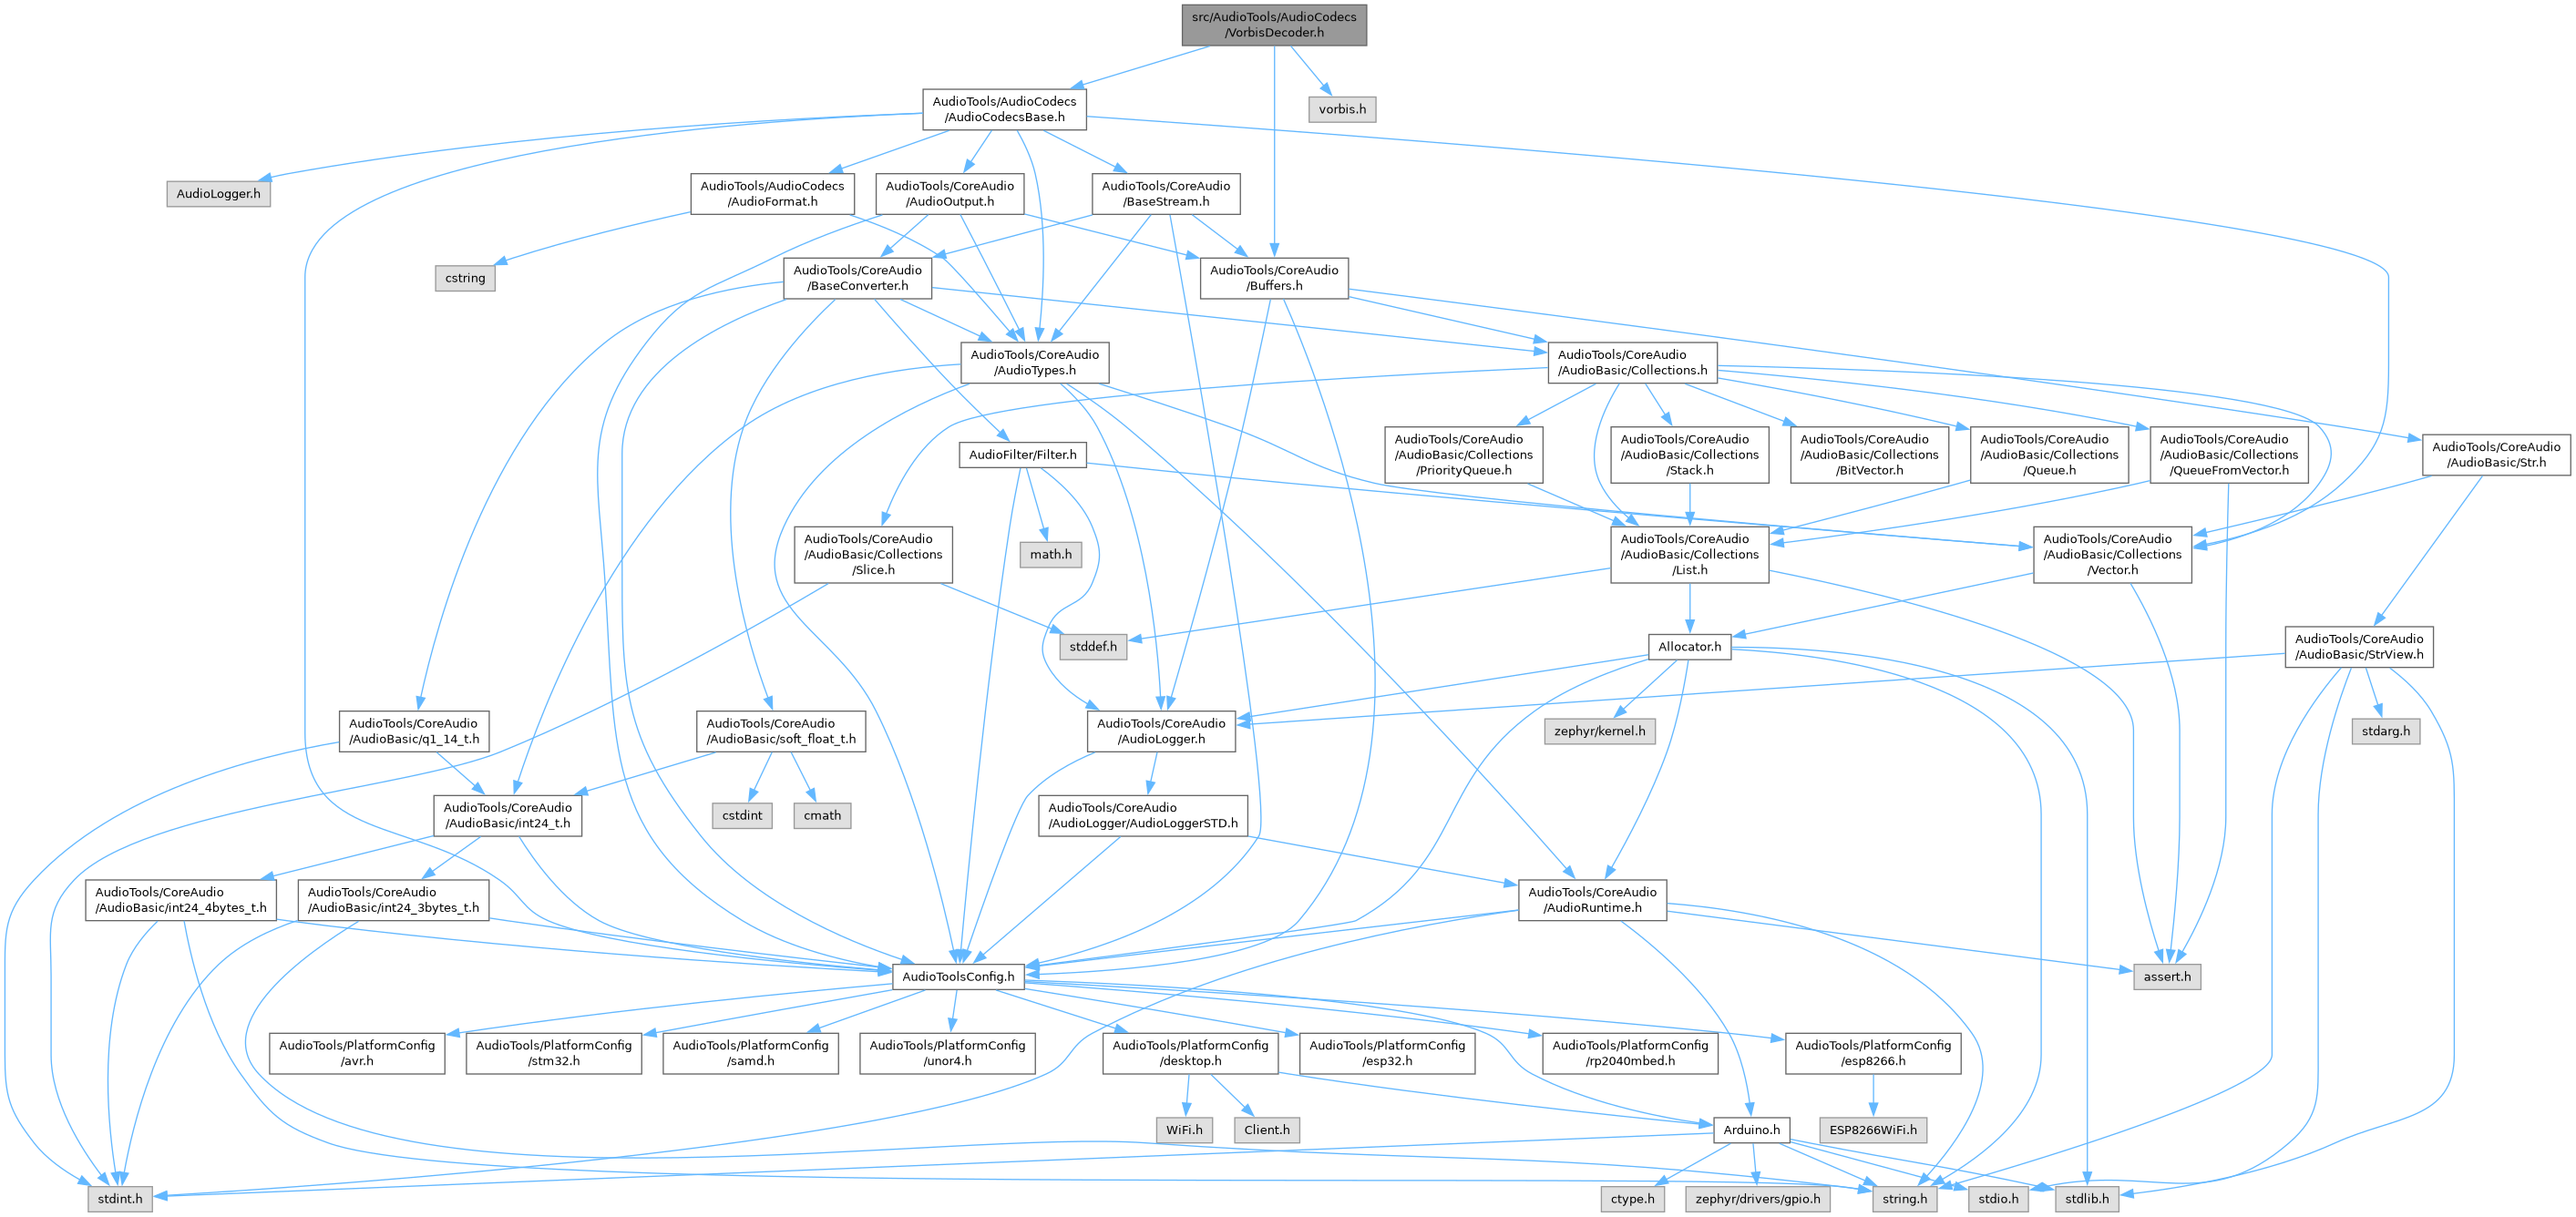 src/AudioTools/AudioCodecs
/VorbisDecoder.h
AudioTools/AudioCodecs
/AudioCodecsBase.h
vorbis.h
AudioLogger.h
AudioTools/AudioCodecs
/AudioFormat.h
AudioTools/CoreAudio
/AudioOutput.h
AudioTools/CoreAudio
/BaseStream.h
cstring
AudioTools/CoreAudio
/BaseConverter.h
AudioTools/CoreAudio
/Buffers.h
AudioTools/CoreAudio
/AudioTypes.h
AudioTools/CoreAudio
/AudioBasic/Collections.h
AudioFilter/Filter.h
AudioTools/CoreAudio
/AudioBasic/Collections
/PriorityQueue.h
AudioTools/CoreAudio
/AudioBasic/Collections
/Stack.h
AudioTools/CoreAudio
/AudioBasic/Collections
/BitVector.h
AudioTools/CoreAudio
/AudioBasic/Collections
/Queue.h
AudioTools/CoreAudio
/AudioBasic/Collections
/QueueFromVector.h
AudioTools/CoreAudio
/AudioBasic/Str.h
AudioTools/CoreAudio
/AudioBasic/Collections
/Slice.h
math.h
AudioTools/CoreAudio
/AudioBasic/Collections
/List.h
AudioTools/CoreAudio
/AudioBasic/Collections
/Vector.h
stddef.h
Allocator.h
AudioTools/CoreAudio
/AudioBasic/StrView.h
AudioTools/CoreAudio
/AudioBasic/q1_14_t.h
AudioTools/CoreAudio
/AudioBasic/soft_float_t.h
AudioTools/CoreAudio
/AudioLogger.h
zephyr/kernel.h
stdarg.h
AudioTools/CoreAudio
/AudioBasic/int24_t.h
cstdint
cmath
AudioTools/CoreAudio
/AudioLogger/AudioLoggerSTD.h
AudioTools/CoreAudio
/AudioBasic/int24_4bytes_t.h
AudioTools/CoreAudio
/AudioBasic/int24_3bytes_t.h
AudioTools/CoreAudio
/AudioRuntime.h
AudioToolsConfig.h
assert.h
AudioTools/PlatformConfig
/avr.h
AudioTools/PlatformConfig
/stm32.h
AudioTools/PlatformConfig
/samd.h
AudioTools/PlatformConfig
/unor4.h
AudioTools/PlatformConfig
/desktop.h
AudioTools/PlatformConfig
/esp32.h
AudioTools/PlatformConfig
/rp2040mbed.h
AudioTools/PlatformConfig
/esp8266.h
WiFi.h
Client.h
Arduino.h
ESP8266WiFi.h
stdint.h
ctype.h
zephyr/drivers/gpio.h
string.h
stdio.h
stdlib.h